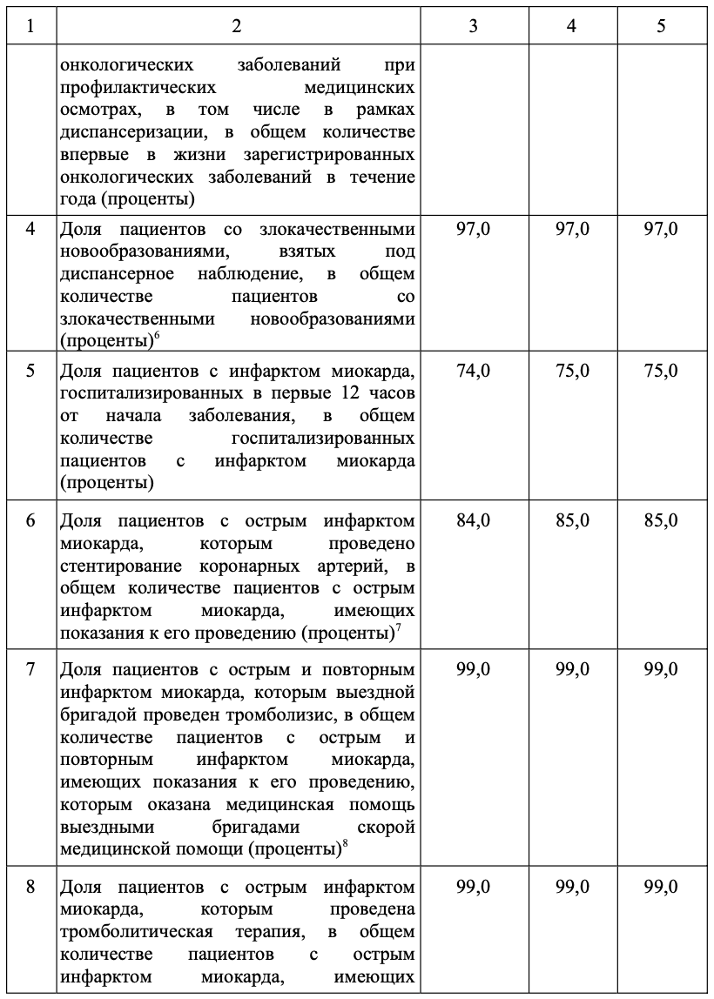 1 2 3 4 5
онкологических заболеваний при
профилактических медицинских
осмотрах, в том числе в рамках
диспансеризации, в общем количестве
впервые в жизни зарегистрированных
онкологических заболеваний в течение
года (проценты)
4 Доля пациентов со злокачественными 97,0 97,0 97,0
новообразованиями, взятых под
диспансерное наблюдение, в общем
количестве пациентов со
злокачественными новообразованиями
(проценты)⁶
5 Доля пациентов с инфарктом миокарда, 74,0 75,0 75,0
госпитализированных в первые 12 часов
от начала заболевания, в общем
количестве госпитализированных
пациентов с инфарктом миокарда
(проценты)
6 Доля пациентов с острым инфарктом 84,0 85,0 85,0
миокарда, которым проведено
стентирование коронарных артерий, в
общем количестве пациентов с острым
инфарктом миокарда, имеющих
показания к его проведению (проценты)⁷
7 Доля пациентов с острым и повторным 99,0 99,0 99,0
инфарктом миокарда, которым выездной
бригадой проведен тромболизис, в общем
количестве пациентов с острым и
повторным инфарктом миокарда,
имеющих показания к его проведению,
которым оказана медицинская помощь
выездными бригадами скорой
медицинской помощи (проценты)⁸
8 Доля пациентов с острым инфарктом 99,0 99,0 99,0
миокарда, которым проведена
тромболитическая терапия, в общем
количестве пациентов с острым
инфарктом миокарда, имеющих